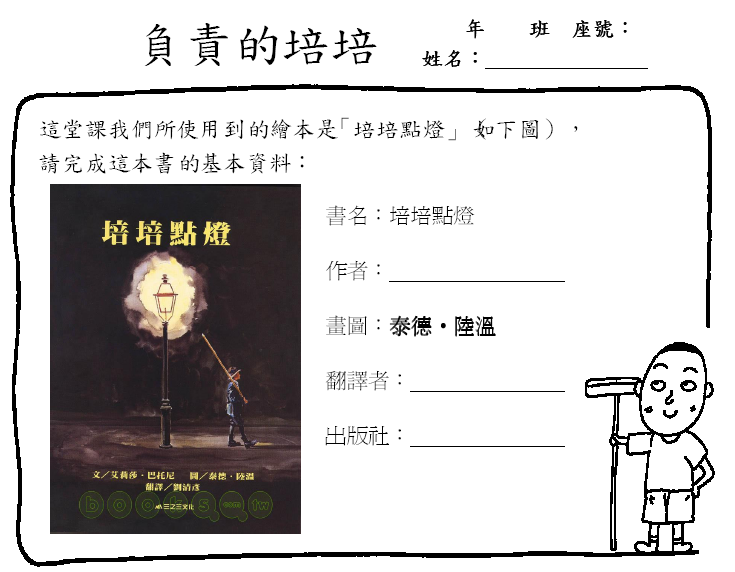 負責的培培
年 班 座號：
姓名：
這堂課我們所使用到的繪本是「培培點燈」（如下圖），
請完成這本書的基本資料：
培培點燈
文／艾莉莎・巴托尼 圖／泰德・陸溫
翻譯／劉清彥
books.com.tw
三之三文化
書名：培培點燈
作者：
畫圖：泰德・陸溫
翻譯者：
出版社：